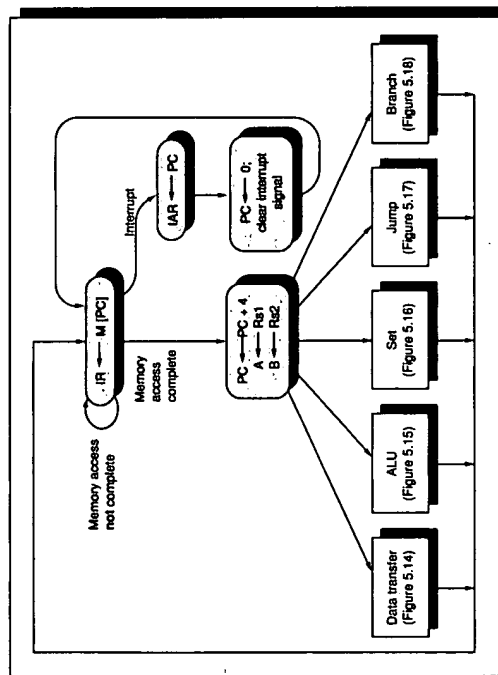 IR ← M [PC]
Memory access
not complete
Interrupt
IAR ← PC
PC ← 0;
clear interrupt
signal
Memory
access
complete
PC ← PC + 4
A ← Rs1
B ← Rs2
Data transfer
(Figure 5.14)
ALU
(Figure 5.15)
Set
(Figure 5.16)
Jump
(Figure 5.17)
Branch
(Figure 5.18)